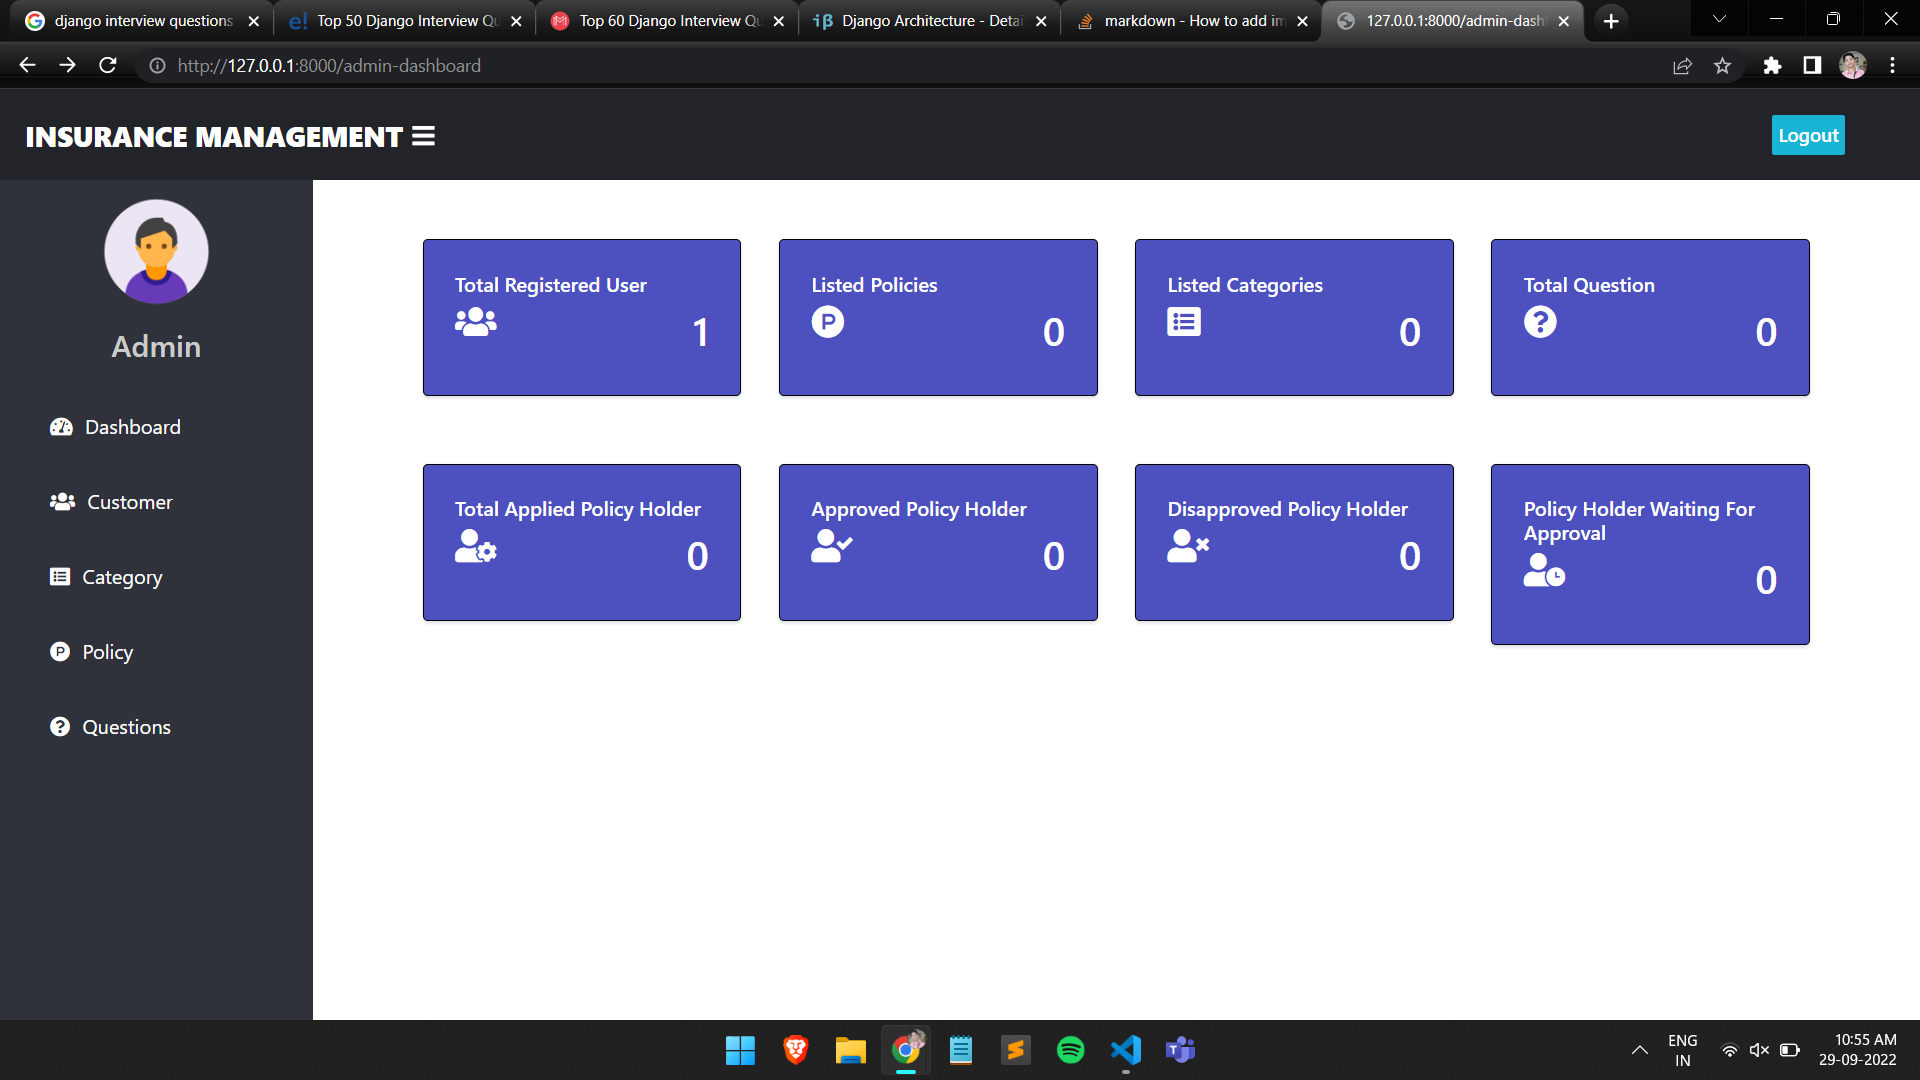 django interview questions
Top 50 Django Interview Qu
Top 60 Django Interview Qu
Django Architecture - Detai
markdown - How to add im
127.0.0.1:8000/admin-dash
http://127.0.0.1:8000/admin-dashboard
INSURANCE MANAGEMENT
Logout
Admin
Dashboard
Customer
Category
Policy
Questions
Total Registered User
1
Listed Policies
0
Listed Categories
0
Total Question
0
Total Applied Policy Holder
0
Approved Policy Holder
0
Disapproved Policy Holder
0
Policy Holder Waiting For
Approval
0
ENG
IN
10:55 AM
29-09-2022